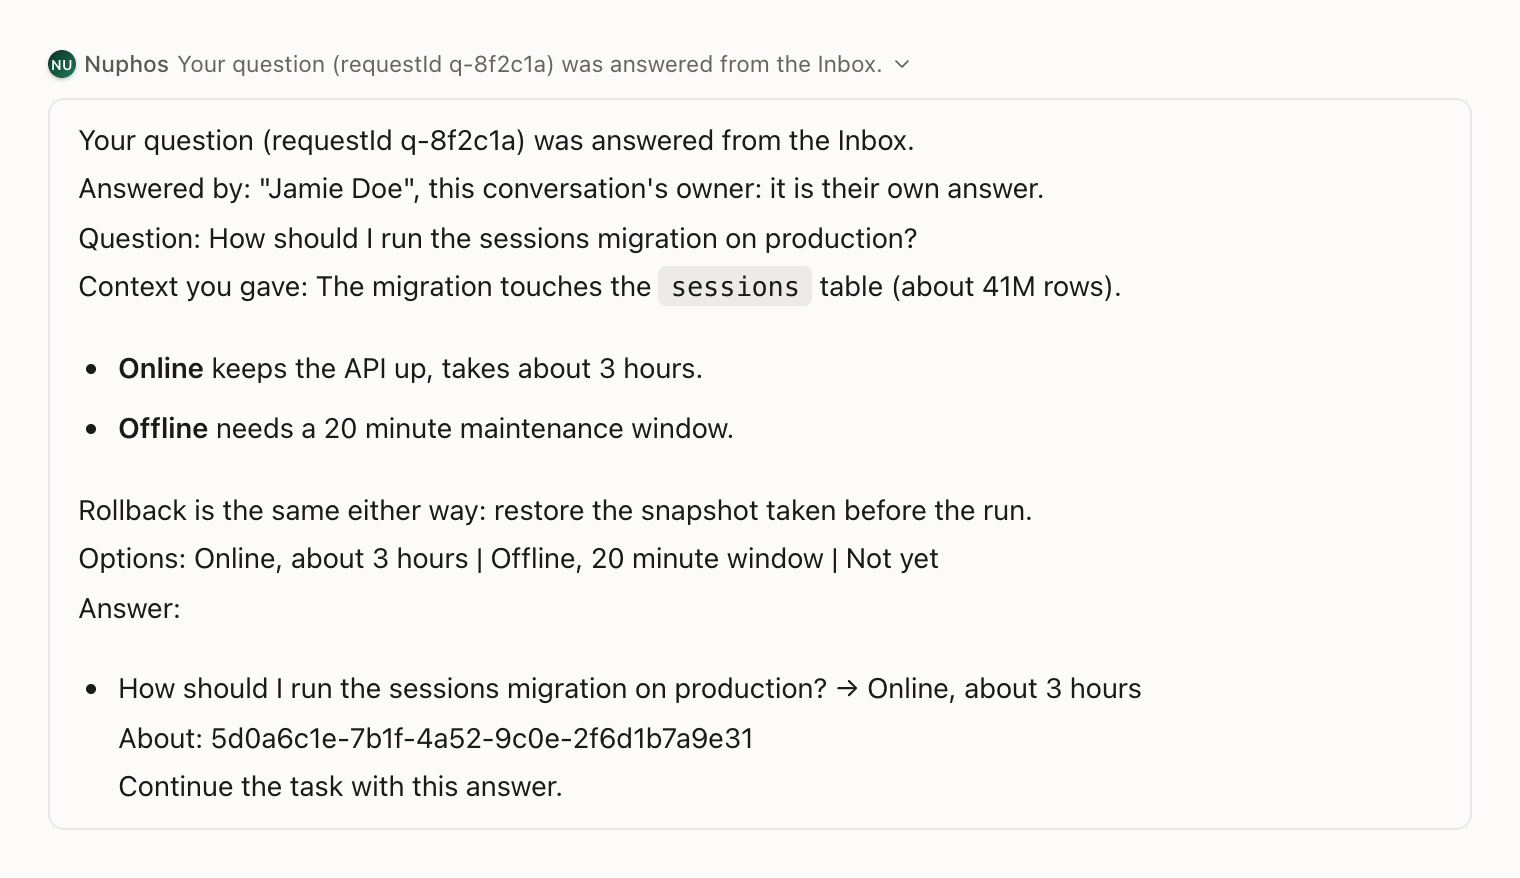 NU Nuphos Your question (requestId q-8f2c1a) was answered from the Inbox.
Your question (requestId q-8f2c1a) was answered from the Inbox.
Answered by: "Jamie Doe", this conversation's owner: it is their own answer.
Question: How should I run the sessions migration on production?
Context you gave: The migration touches the sessions table (about 41M rows).
• Online keeps the API up, takes about 3 hours.
• Offline needs a 20 minute maintenance window.
Rollback is the same either way: restore the snapshot taken before the run.
Options: Online, about 3 hours | Offline, 20 minute window | Not yet
Answer:
• How should I run the sessions migration on production? → Online, about 3 hours
About: 5d0a6c1e-7b1f-4a52-9c0e-2f6d1b7a9e31
Continue the task with this answer.